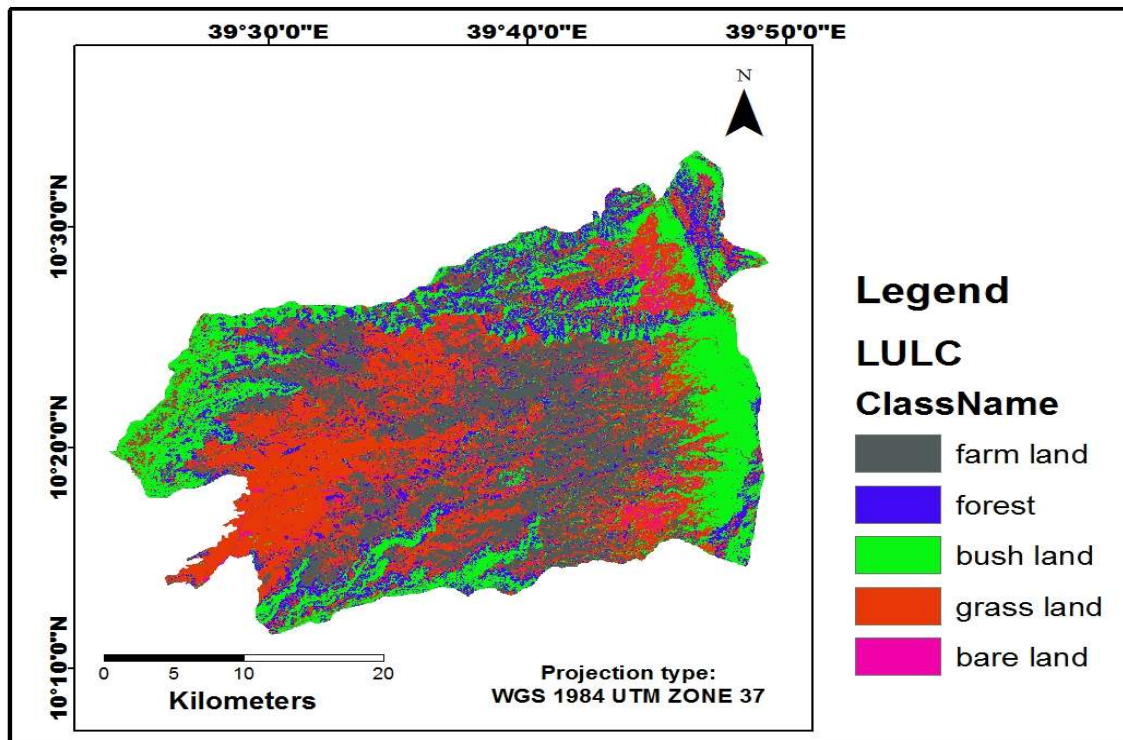 39°30'0"E 39°40'0"E 39°50'0"E
N
10°30'0"N
10°20'0"N
10°10'0"N
0 5 10 20
Kilometers
Projection type:
WGS 1984 UTM ZONE 37
Legend
LULC
ClassName
farm land
forest
bush land
grass land
bare land